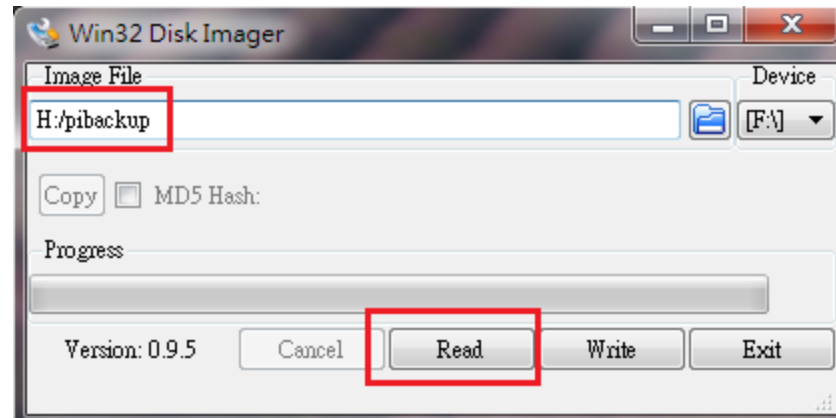 Win32 Disk Imager
Image File
Device
H:/pibackup
[F:\]
Copy
MD5 Hash:
Progress
Version: 0.9.5
Cancel
Read
Write
Exit